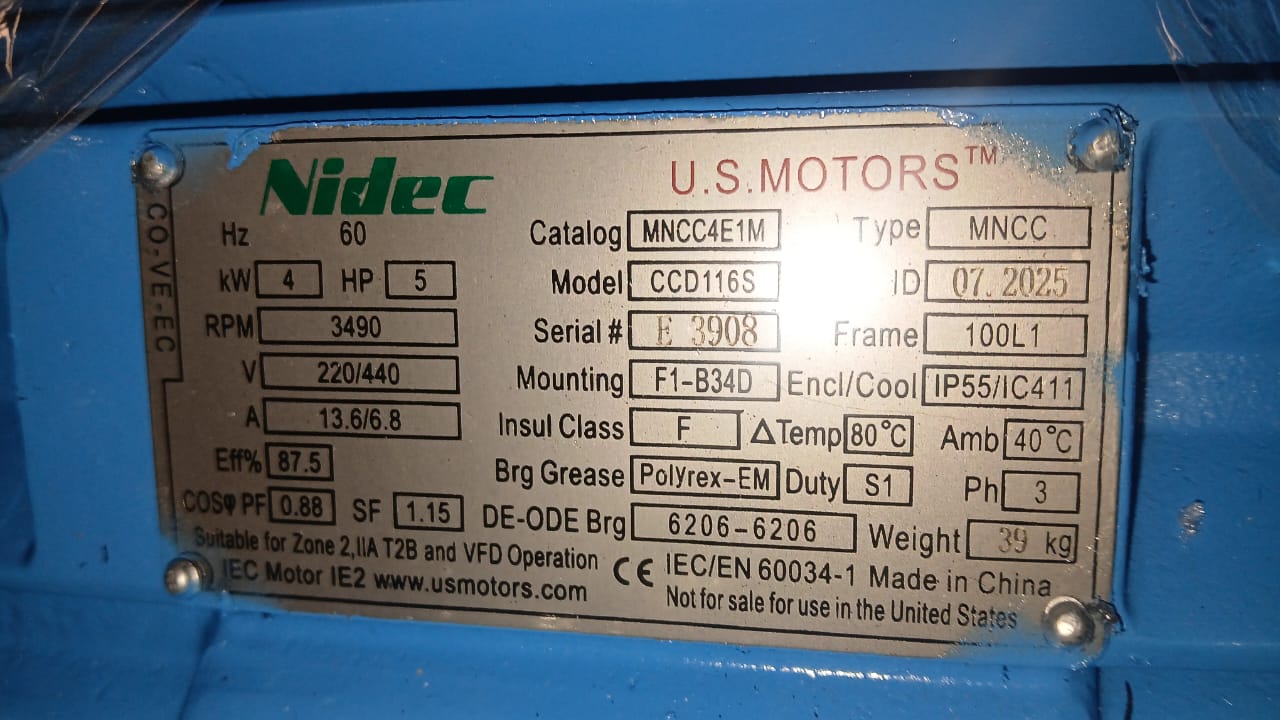 Nidec U.S.MOTORS™
CO₂-VE-EC
Hz 60 Catalog MNCC4E1M Type MNCC
kW 4 HP 5 Model CCD116S ID 07.2025
RPM 3490 Serial # E 3908 Frame 100L1
V 220/440 Mounting F1-B34D Encl/Cool IP55/IC411
A 13.6/6.8 Insul Class F ΔTemp 80°C Amb 40°C
Eff% 87.5 Brg Grease Polyrex-EM Duty S1 Ph 3
COSφ PF 0.88 SF 1.15 DE-ODE Brg 6206-6206 Weight 39 kg
Suitable for Zone 2,IIA T2B and VFD Operation
IEC Motor IE2 www.usmotors.com
CE IEC/EN 60034-1 Made in China
Not for sale for use in the United States